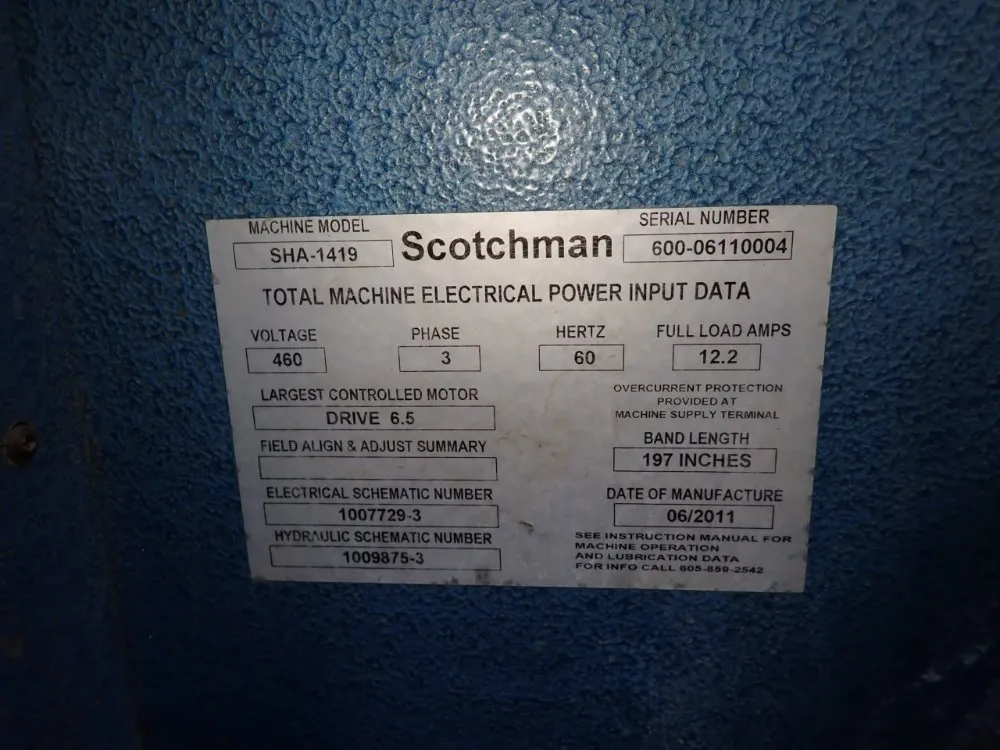 MACHINE MODEL
SHA-1419
Scotchman
SERIAL NUMBER
600-06110004
TOTAL MACHINE ELECTRICAL POWER INPUT DATA
VOLTAGE
460
PHASE
3
HERTZ
60
FULL LOAD AMPS
12.2
LARGEST CONTROLLED MOTOR
DRIVE 6.5
OVERCURRENT PROTECTION
PROVIDED AT
MACHINE SUPPLY TERMINAL
FIELD ALIGN & ADJUST SUMMARY
BAND LENGTH
197 INCHES
ELECTRICAL SCHEMATIC NUMBER
1007729-3
DATE OF MANUFACTURE
06/2011
HYDRAULIC SCHEMATIC NUMBER
1009875-3
SEE INSTRUCTION MANUAL FOR
MACHINE OPERATION
AND LUBRICATION DATA
FOR INFO CALL 605-859-2542